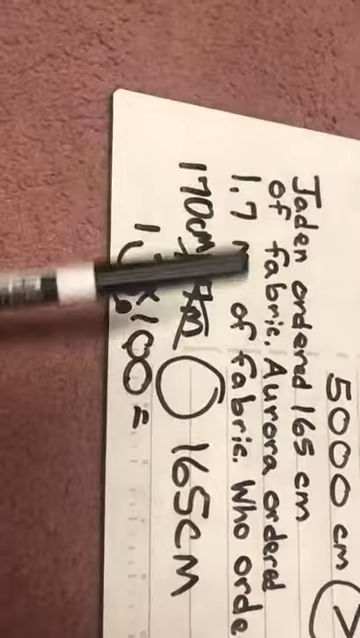 5000 cm >
Jaden ordered 165 cm
of fabric. Aurora ordered
1.7 of fabric. Who orde
170cm 165CM
x100=